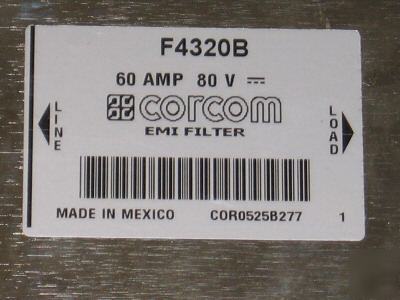 F4320B
60 AMP 80 V ⎓
corcom
EMI FILTER
LINE
LOAD
MADE IN MEXICO COR0525B277 1